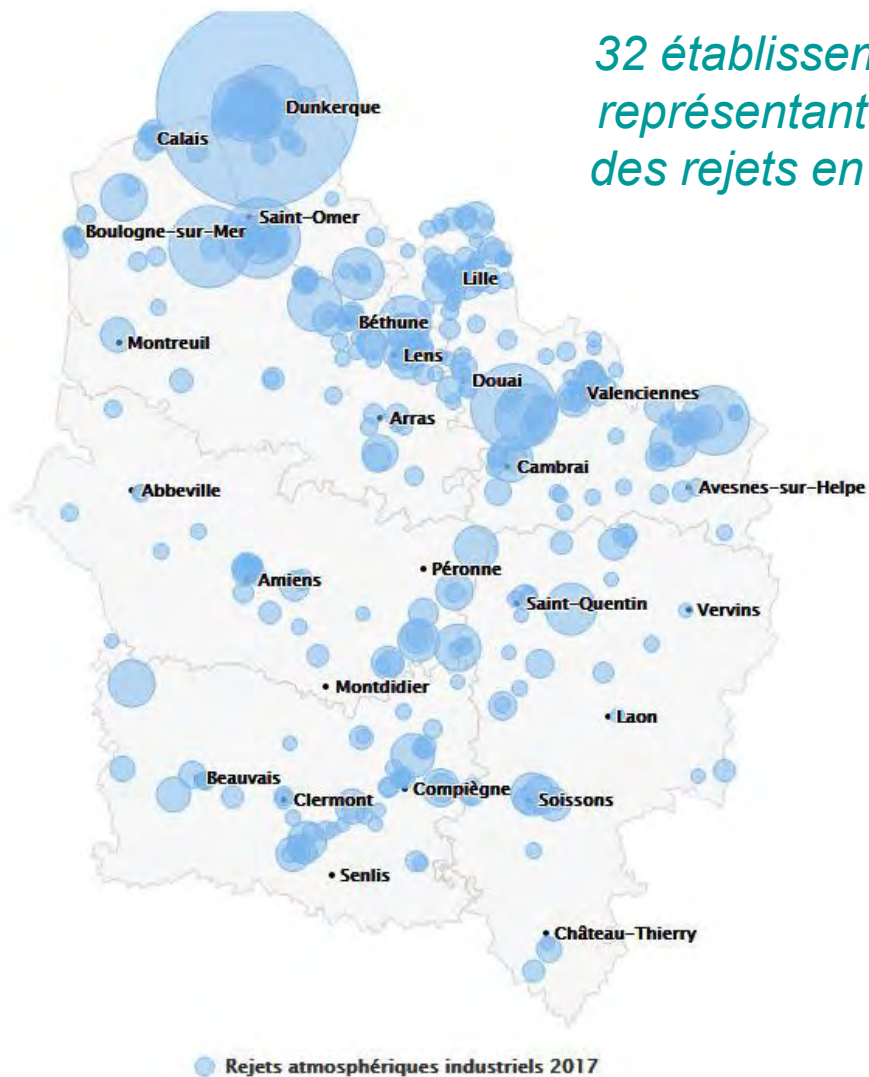 32 établissem
représentant
des rejets en
Dunkerque
Calais
Saint-Omer
Boulogne-sur-Mer
Lille
Béthune
Montreuil
Lens
Douai
Valenciennes
Arras
Cambrai
Avesnes-sur-Helpe
Abbeville
Péronne
Amiens
Saint-Quentin
Vervins
Montdidier
Laon
Beauvais
Compiègne
Clermont
Soissons
Senlis
Château-Thierry
Rejets atmosphériques industriels 2017